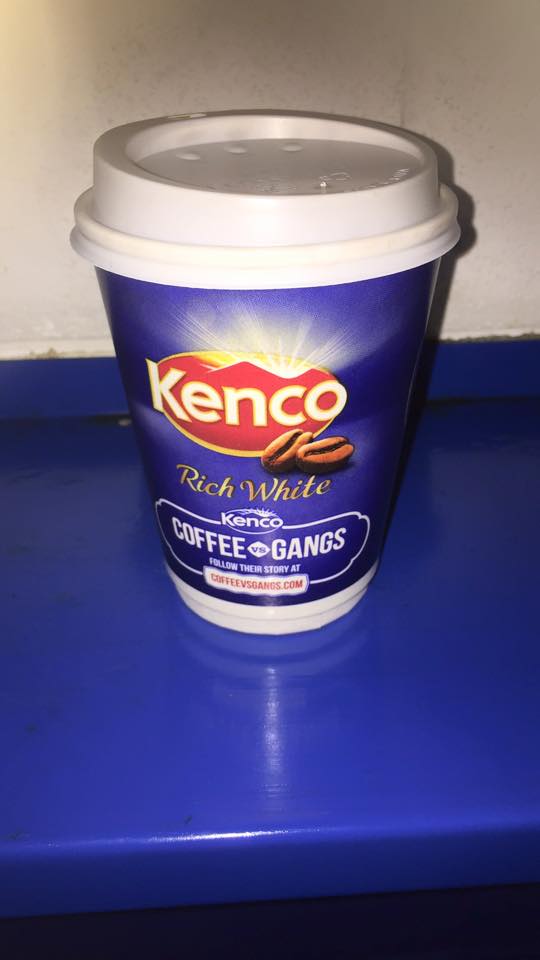 Kenco
Rich White
Kenco
COFFEE VS GANGS
FOLLOW THEIR STORY AT
COFFEEVSGANGS.COM